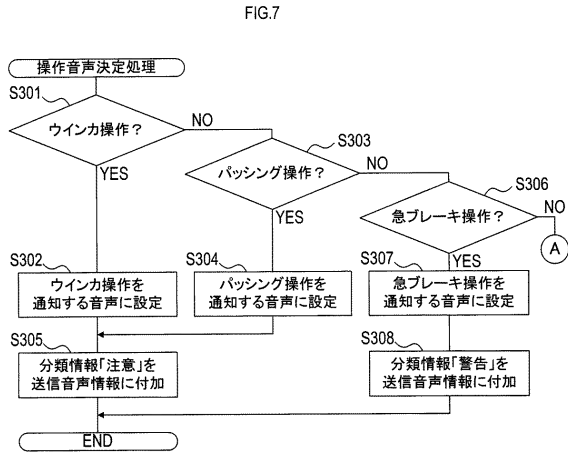 FIG.7
操作音声決定処理
S301
ウインカ操作？
NO
YES
S303
パッシング操作？
NO
YES
S306
急ブレーキ操作？
NO
YES
A
S302
ウインカ操作を
通知する音声に設定
S304
パッシング操作を
通知する音声に設定
S307
急ブレーキ操作を
通知する音声に設定
S305
分類情報「注意」を
送信音声情報に付加
S308
分類情報「警告」を
送信音声情報に付加
END